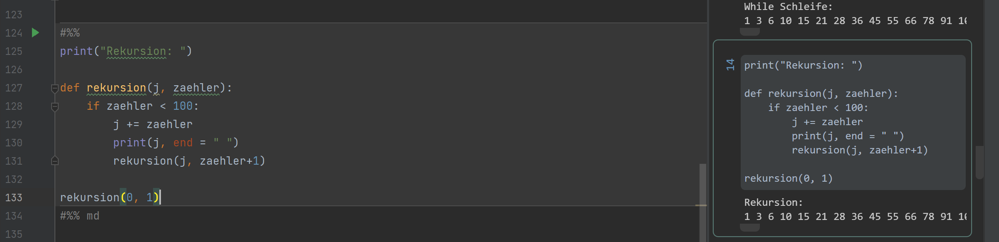 123
124 #%%
125 print("Rekursion: ")
126
127 def rekursion(j, zaehler):
128 if zaehler < 100:
129 j += zaehler
130 print(j, end = " ")
131 rekursion(j, zaehler+1)
132
133 rekursion(0, 1)
134 #%% md
135
While Schleife:
1 3 6 10 15 21 28 36 45 55 66 78 91
14
print("Rekursion: ")
def rekursion(j, zaehler):
if zaehler < 100:
j += zaehler
print(j, end = " ")
rekursion(j, zaehler+1)
rekursion(0, 1)
Rekursion:
1 3 6 10 15 21 28 36 45 55 66 78 91